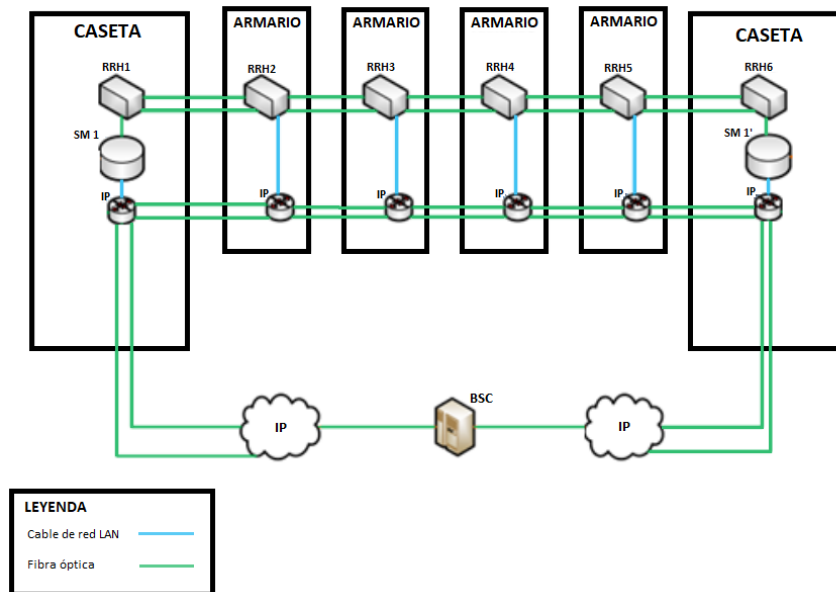 CASETA
ARMARIO
ARMARIO
ARMARIO
ARMARIO
CASETA
RRH1
RRH2
RRH3
RRH4
RRH5
RRH6
SM 1
SM 1'
IP
IP
IP
IP
IP
IP
BSC
IP
IP
LEYENDA
Cable de red LAN
Fibra óptica